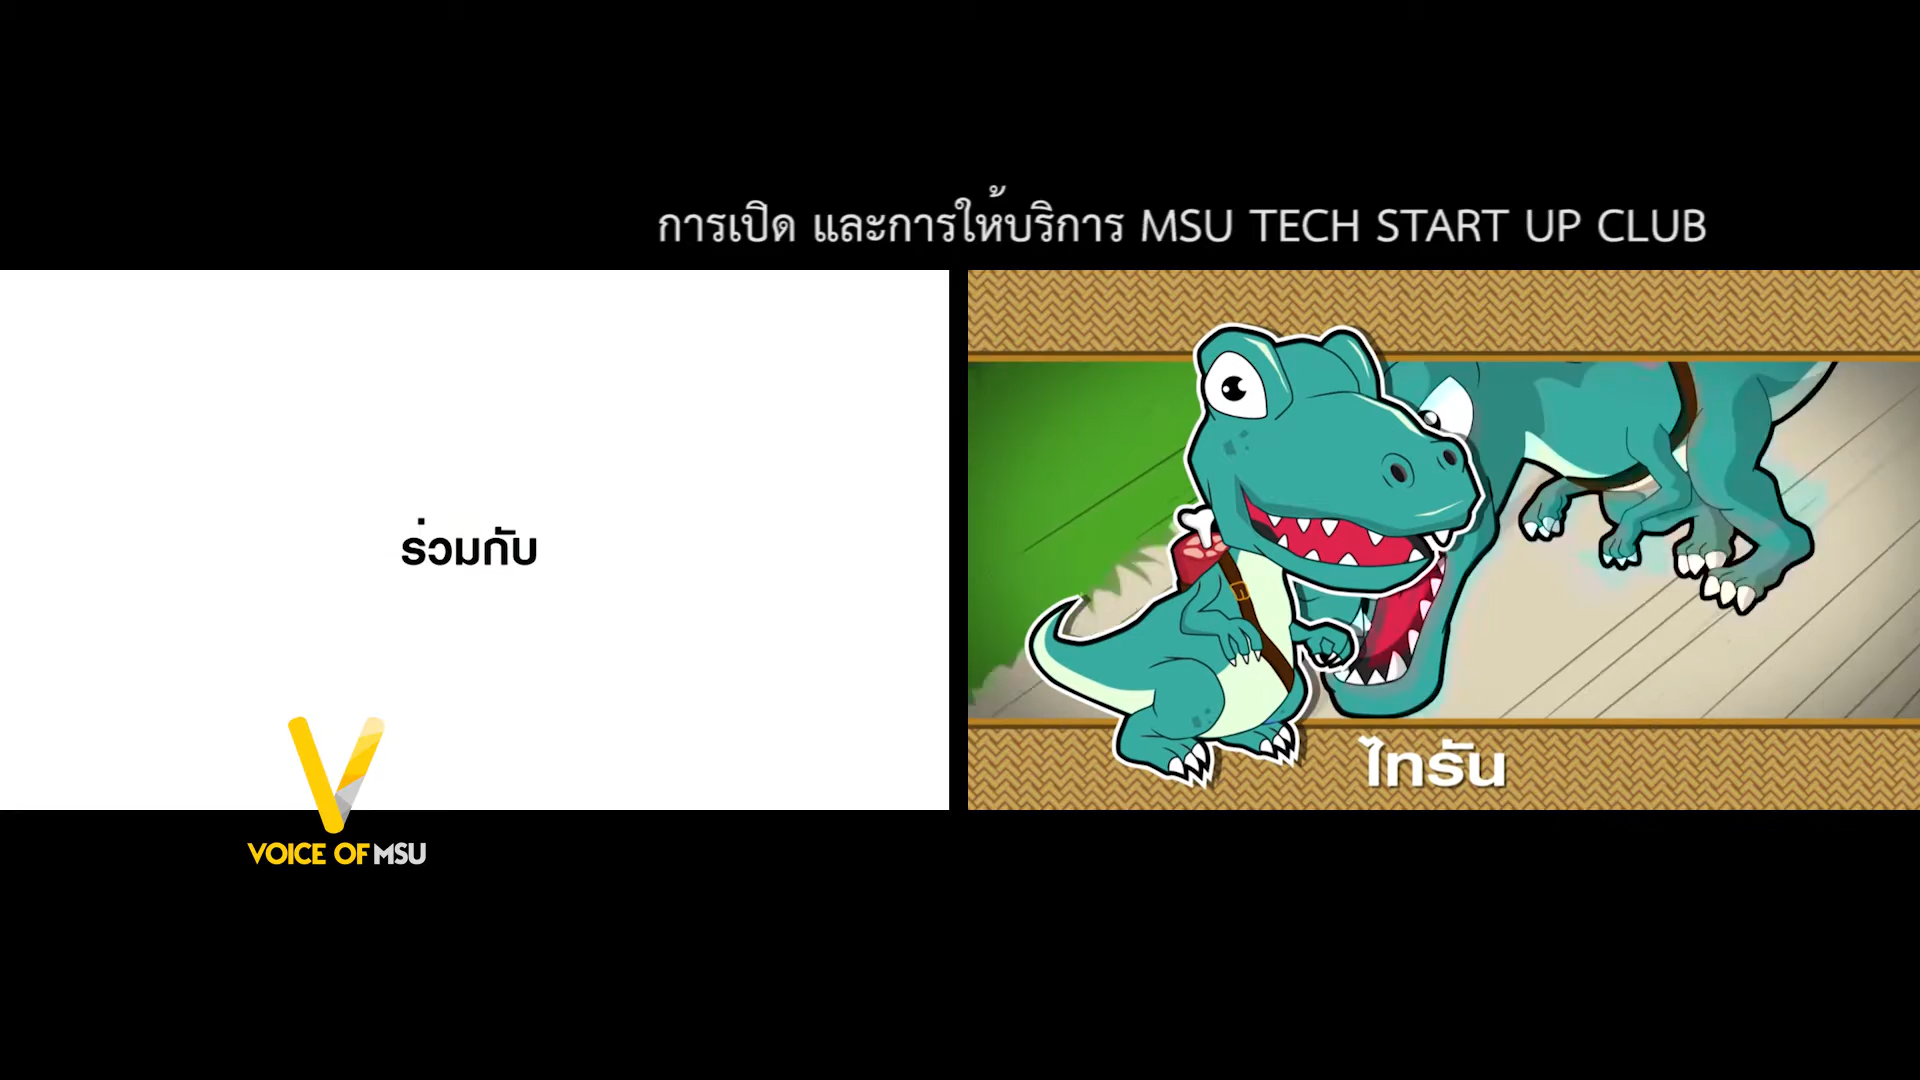 การเปิด และการให้บริการ MSU TECH START UP CLUB
ร่วมกับ
ไทรัน
VOICE OF MSU